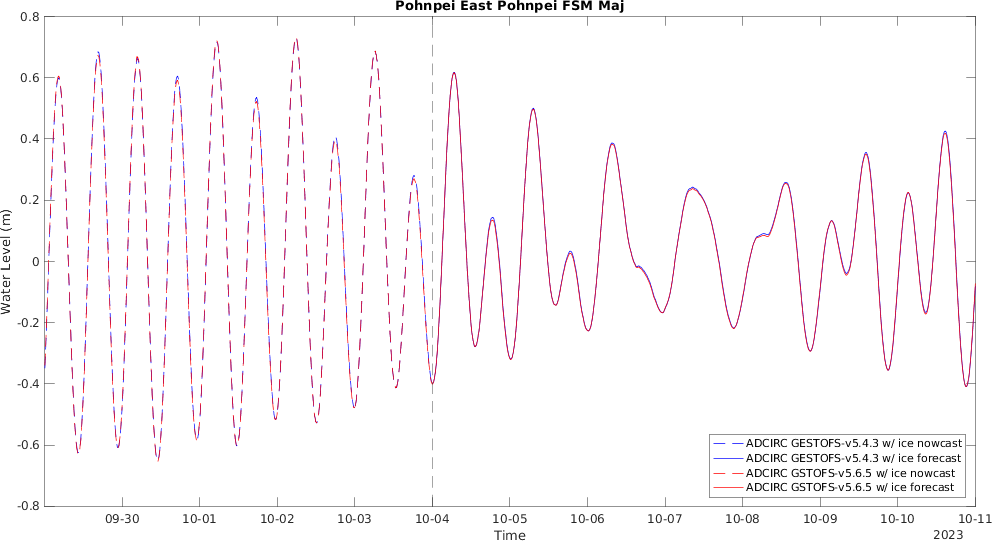 Pohnpei East Pohnpei FSM Maj
0.8
0.6
0.4
0.2
0
-0.2
-0.4
-0.6
-0.8
Water Level (m)
09-30 10-01 10-02 10-03 10-04 10-05 10-06 10-07 10-08 10-09 10-10 10-11
Time
2023
ADCIRC GESTOFS-v5.4.3 w/ ice nowcast
ADCIRC GESTOFS-v5.4.3 w/ ice forecast
ADCIRC GSTOFS-v5.6.5 w/ ice nowcast
ADCIRC GSTOFS-v5.6.5 w/ ice forecast